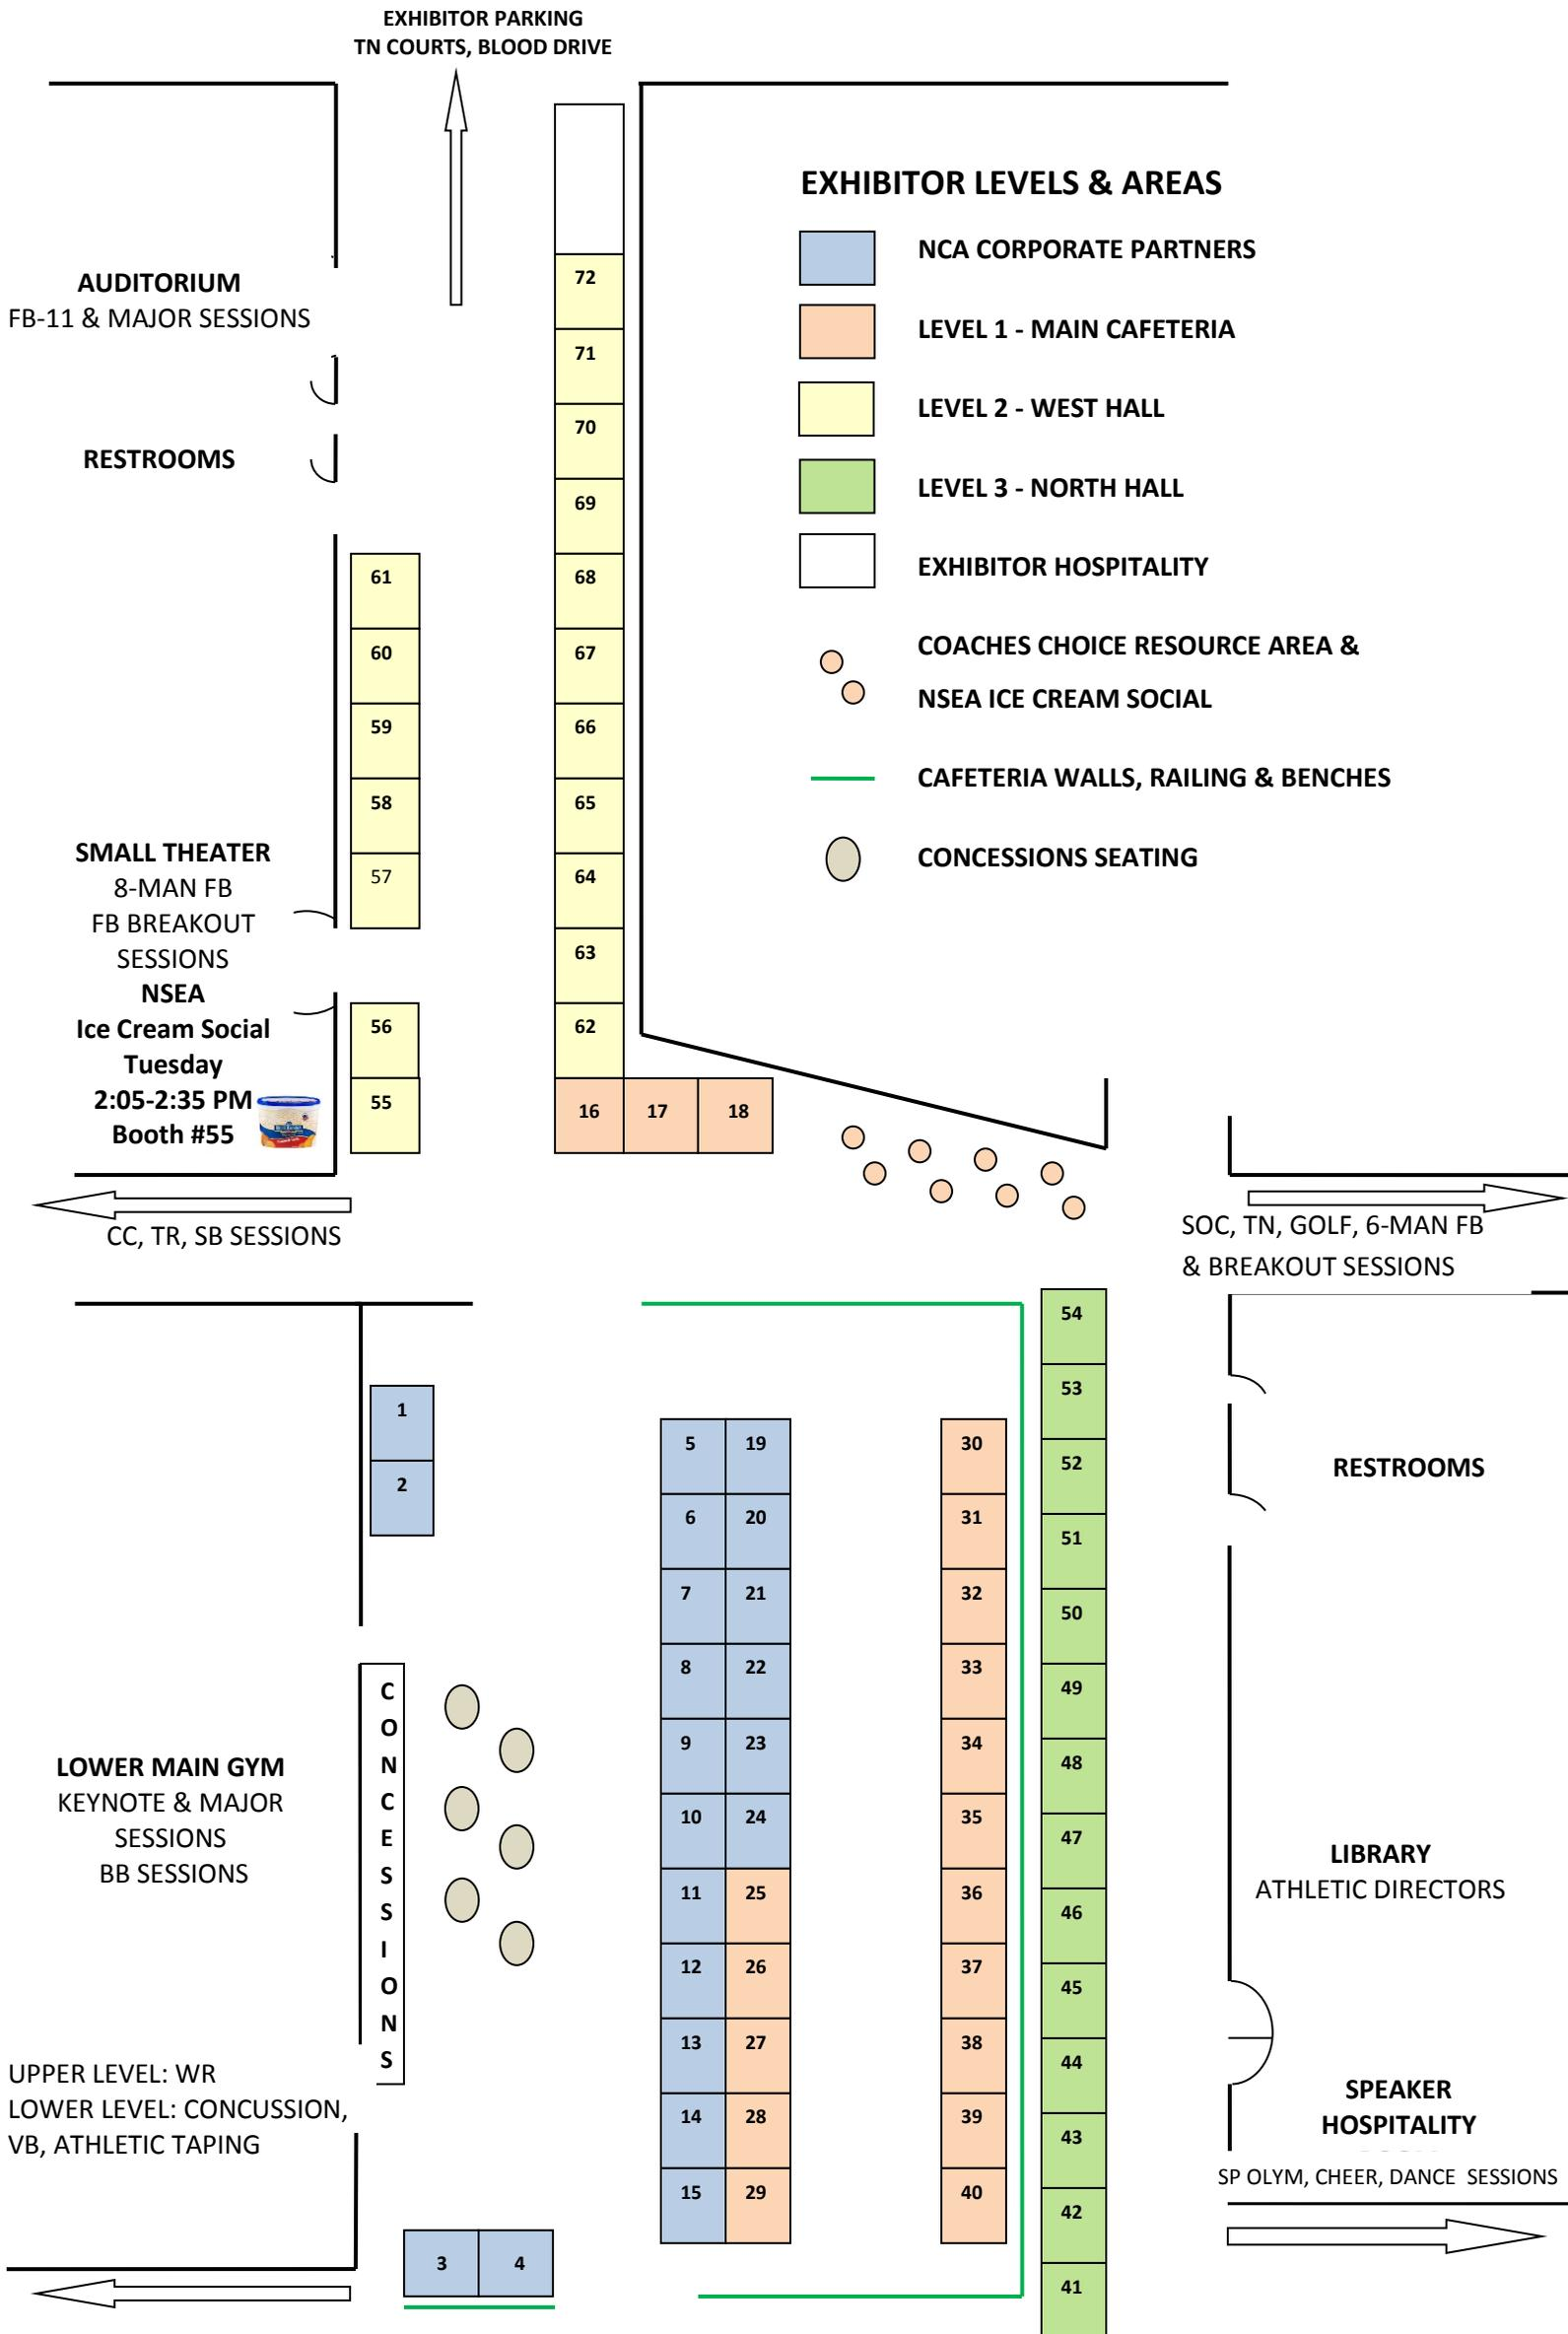 EXHIBITOR PARKING
TN COURTS, BLOOD DRIVE
EXHIBITOR LEVELS & AREAS
NCA CORPORATE PARTNERS
LEVEL 1 - MAIN CAFETERIA
LEVEL 2 - WEST HALL
LEVEL 3 - NORTH HALL
EXHIBITOR HOSPITALITY
COACHES CHOICE RESOURCE AREA &
NSEA ICE CREAM SOCIAL
CAFETERIA WALLS, RAILING & BENCHES
CONCESSIONS SEATING
AUDITORIUM
FB-11 & MAJOR SESSIONS
RESTROOMS
72
71
70
69
61
68
60
67
59
66
58
65
57
64
63
56
62
55
16
17
18
SMALL THEATER
8-MAN FB
FB BREAKOUT
SESSIONS
NSEA
Ice Cream Social
Tuesday
2:05-2:35 PM
Booth #55
CC, TR, SB SESSIONS
SOC, TN, GOLF, 6-MAN FB
& BREAKOUT SESSIONS
1
2
5
19
6
20
7
21
8
22
9
23
10
24
11
25
12
26
13
27
14
28
15
29
3
4
30
31
32
33
34
35
36
37
38
39
40
54
53
52
51
50
49
48
47
46
45
44
43
42
41
CONCESSIONS
LOWER MAIN GYM
KEYNOTE & MAJOR
SESSIONS
BB SESSIONS
UPPER LEVEL: WR
LOWER LEVEL: CONCUSSION,
VB, ATHLETIC TAPING
RESTROOMS
LIBRARY
ATHLETIC DIRECTORS
SPEAKER
HOSPITALITY
SP OLYM, CHEER, DANCE SESSIONS